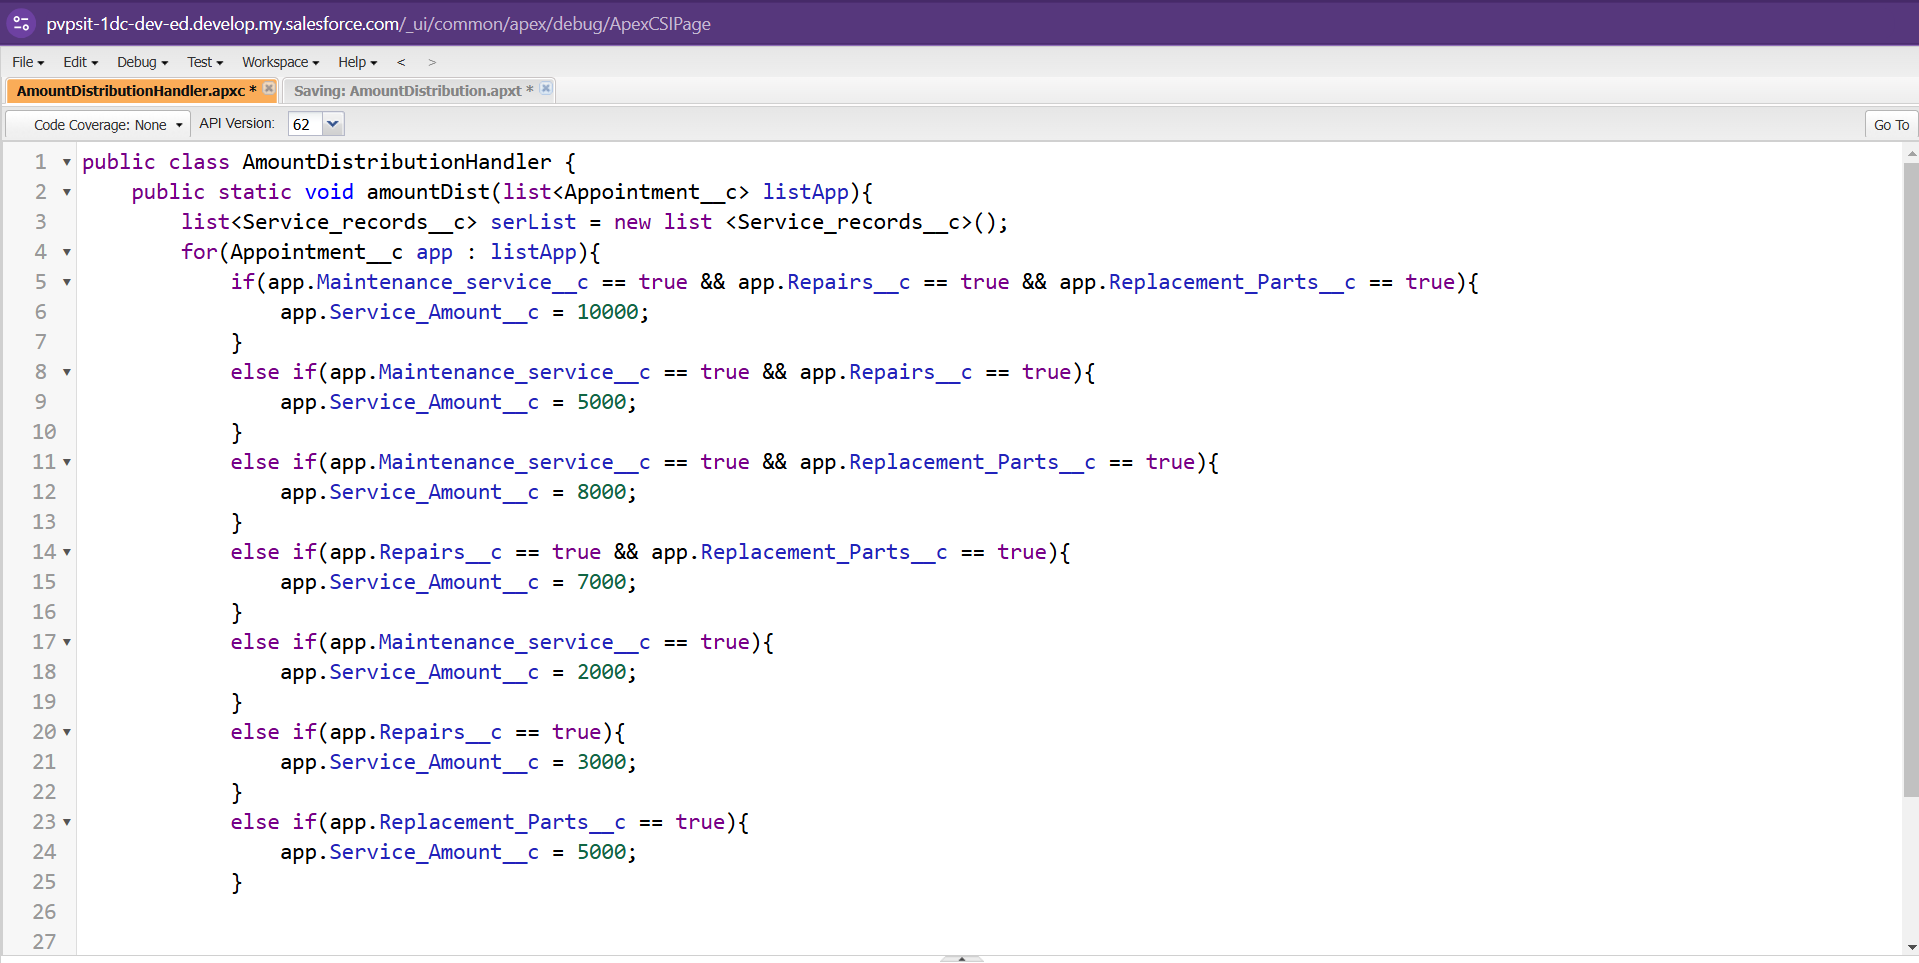 pvpsit-1dc-dev-ed.develop.my.salesforce.com/_ui/common/apex/debug/ApexCSIPage
File Edit Debug Test Workspace Help < >
AmountDistributionHandler.apxc * Saving: AmountDistribution.apxt *
Code Coverage: None API Version: 62 Go To
1 public class AmountDistributionHandler {
2 public static void amountDist(list<Appointment__c> listApp){
3 list<Service_records__c> serList = new list <Service_records__c>();
4 for(Appointment__c app : listApp){
5 if(app.Maintenance_service__c == true && app.Repairs__c == true && app.Replacement_Parts__c == true){
6 app.Service_Amount__c = 10000;
7 }
8 else if(app.Maintenance_service__c == true && app.Repairs__c == true){
9 app.Service_Amount__c = 5000;
10 }
11 else if(app.Maintenance_service__c == true && app.Replacement_Parts__c == true){
12 app.Service_Amount__c = 8000;
13 }
14 else if(app.Repairs__c == true && app.Replacement_Parts__c == true){
15 app.Service_Amount__c = 7000;
16 }
17 else if(app.Maintenance_service__c == true){
18 app.Service_Amount__c = 2000;
19 }
20 else if(app.Repairs__c == true){
21 app.Service_Amount__c = 3000;
22 }
23 else if(app.Replacement_Parts__c == true){
24 app.Service_Amount__c = 5000;
25 }
26
27